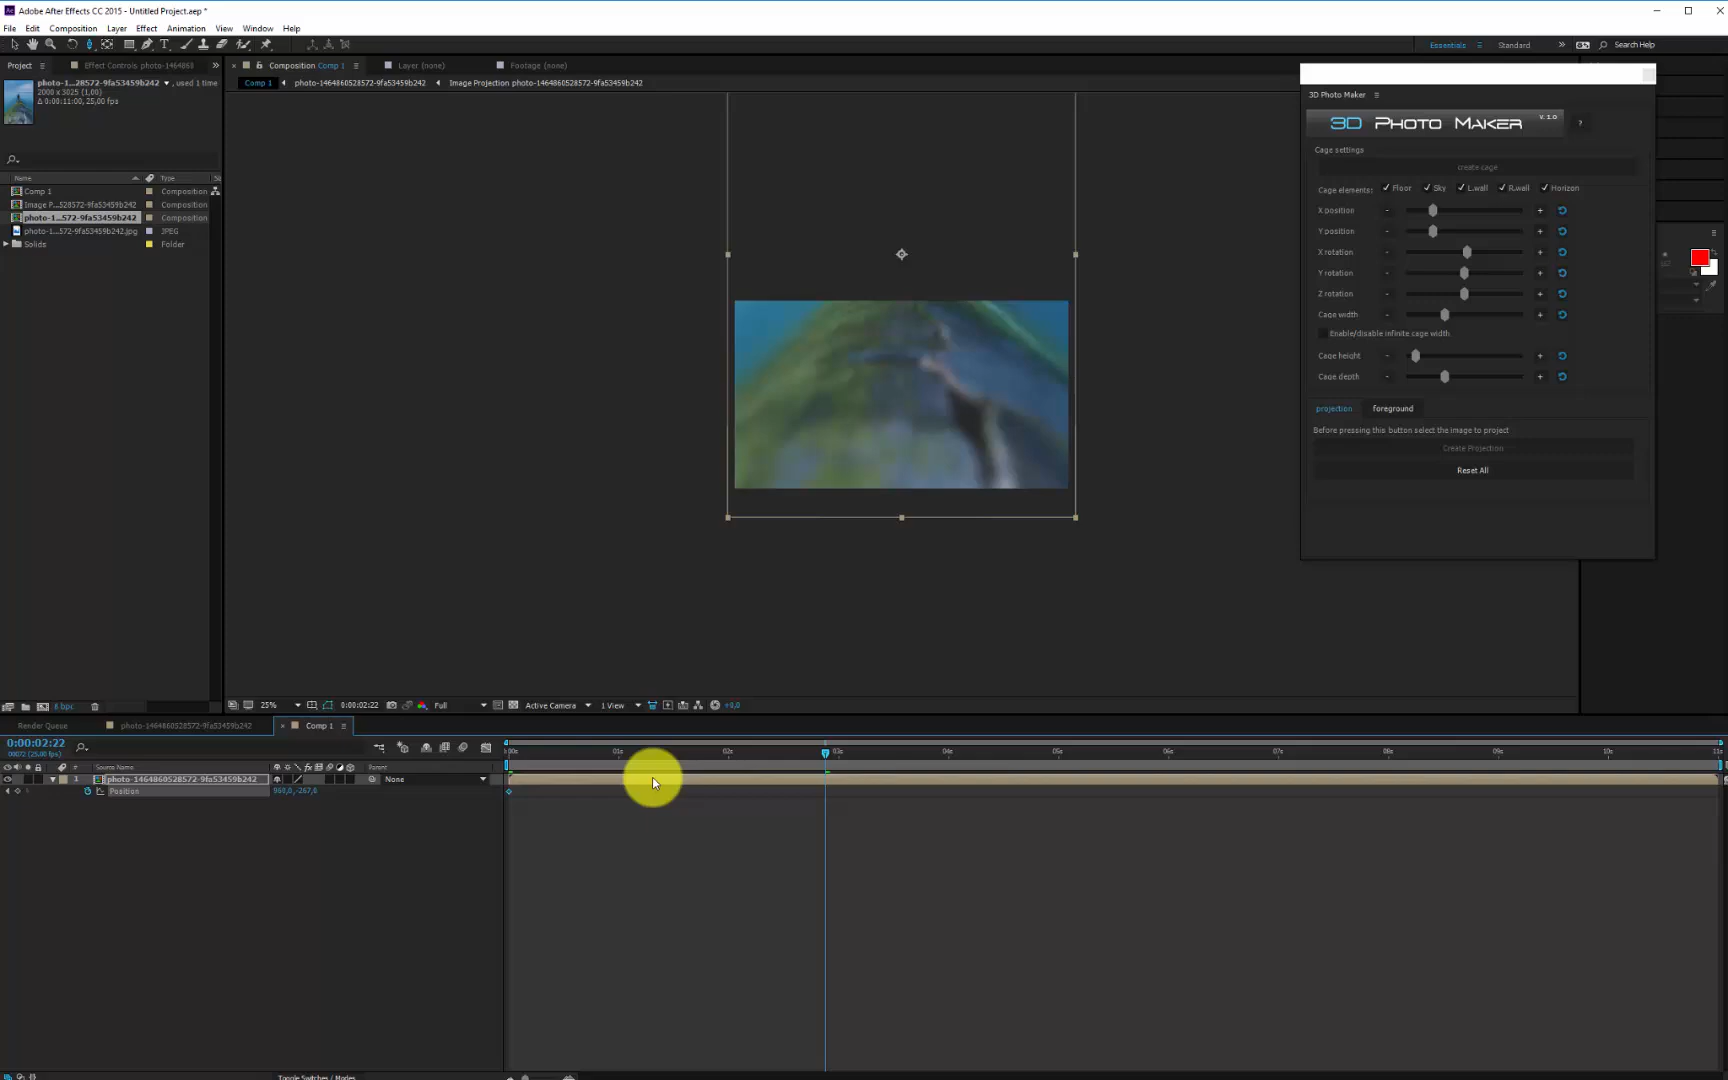 Adobe After Effects CC 2015 - Untitled Project.aep *
File Edit Composition Layer Effect Animation View Window Help
Essentials Standard Search Help
Project Effect Controls photo-1464860 Composition Comp 1 Layer (none) Footage (none)
Comp 1 photo-1464860528572-9fa53459b242 Image Projection photo-1464860528572-9fa53459b242
photo-1...28572-9fa53459b242 , used 1 time
2000 x 3025 (1,00)
Δ 0:00:11:00, 25,00 fps
Name Type
Comp 1 Composition
Image P...528572-9fa53459b242 Composition
photo-1...572-9fa53459b242 Composition
photo-1...572-9fa53459b242.jpg JPEG
Solids Folder
3D Photo Maker
3D Photo Maker V. 1.0 ?
Cage settings
create cage
Cage elements: Floor Sky L.wall R.wall Horizon
X position - +
Y position - +
X rotation - +
Y rotation - +
Z rotation - +
Cage width - +
Enable/disable infinite cage width
Cage height - +
Cage depth - +
projection foreground
Before pressing this button select the image to project
Create Projection
Reset All
8 bpc 25% 0:00:02:22 Full Active Camera 1 View +0,0
Render Queue photo-1464860528572-9fa53459b242 Comp 1
0:00:02:22
00072 (25.00 fps)
:00s 01s 02s 03s 04s 05s 06s 07s 08s 09s 10s 11s
# Source Name Parent
1 photo-1464860528572-9fa53459b242 None
Position 960,0,-267,0
Toggle Switches / Modes